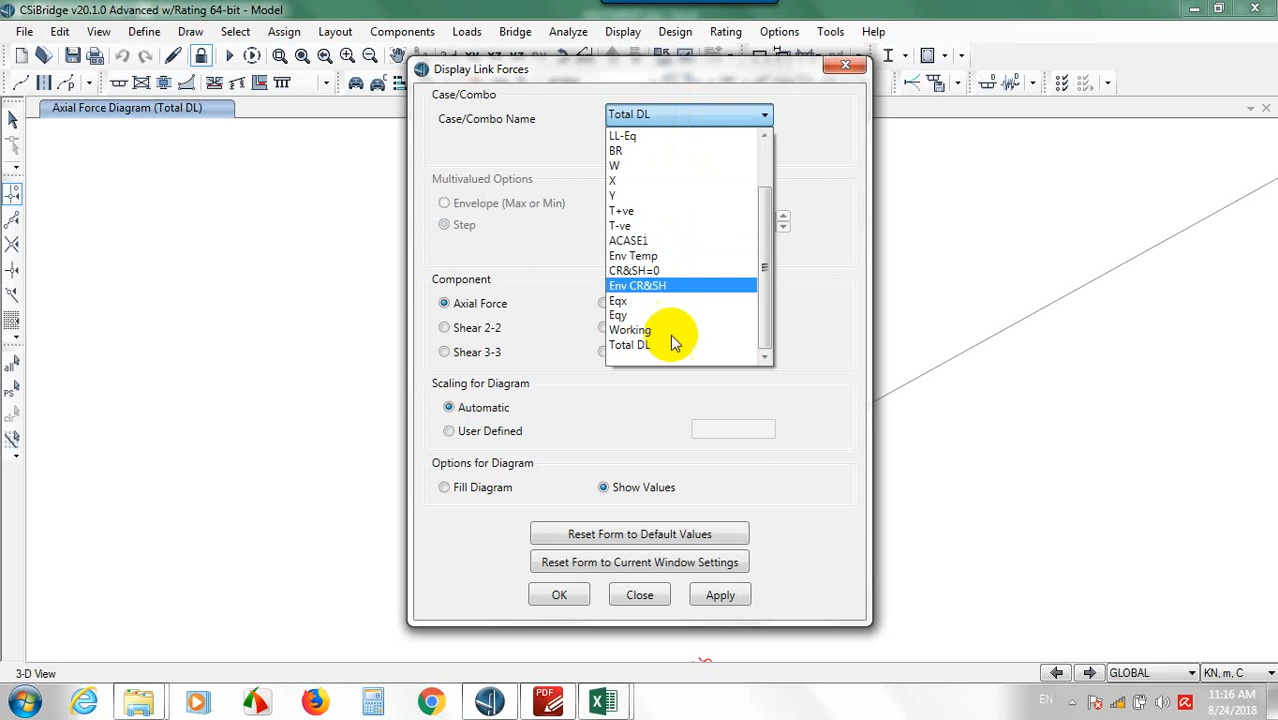 CSiBridge v20.1.0 Advanced w/Rating 64-bit - Model
File Edit View Define Draw Select Assign Layout Components Loads Bridge Analyze Display Design Rating Options Tools Help
Axial Force Diagram (Total DL)
Display Link Forces
Case/Combo
Case/Combo Name
Total DL
LL-Eq
BR
W
X
Y
T+ve
T-ve
ACASE1
Env Temp
CR&SH=0
Env CR&SH
Eqx
Eqy
Working
Total DL
Multivalued Options
Envelope (Max or Min)
Step
Component
Axial Force
Shear 2-2
Shear 3-3
Scaling for Diagram
Automatic
User Defined
Options for Diagram
Fill Diagram
Show Values
Reset Form to Default Values
Reset Form to Current Window Settings
OK Close Apply
3-D View
GLOBAL
KN, m, C
PDF
EN
11:16 AM
8/24/2018